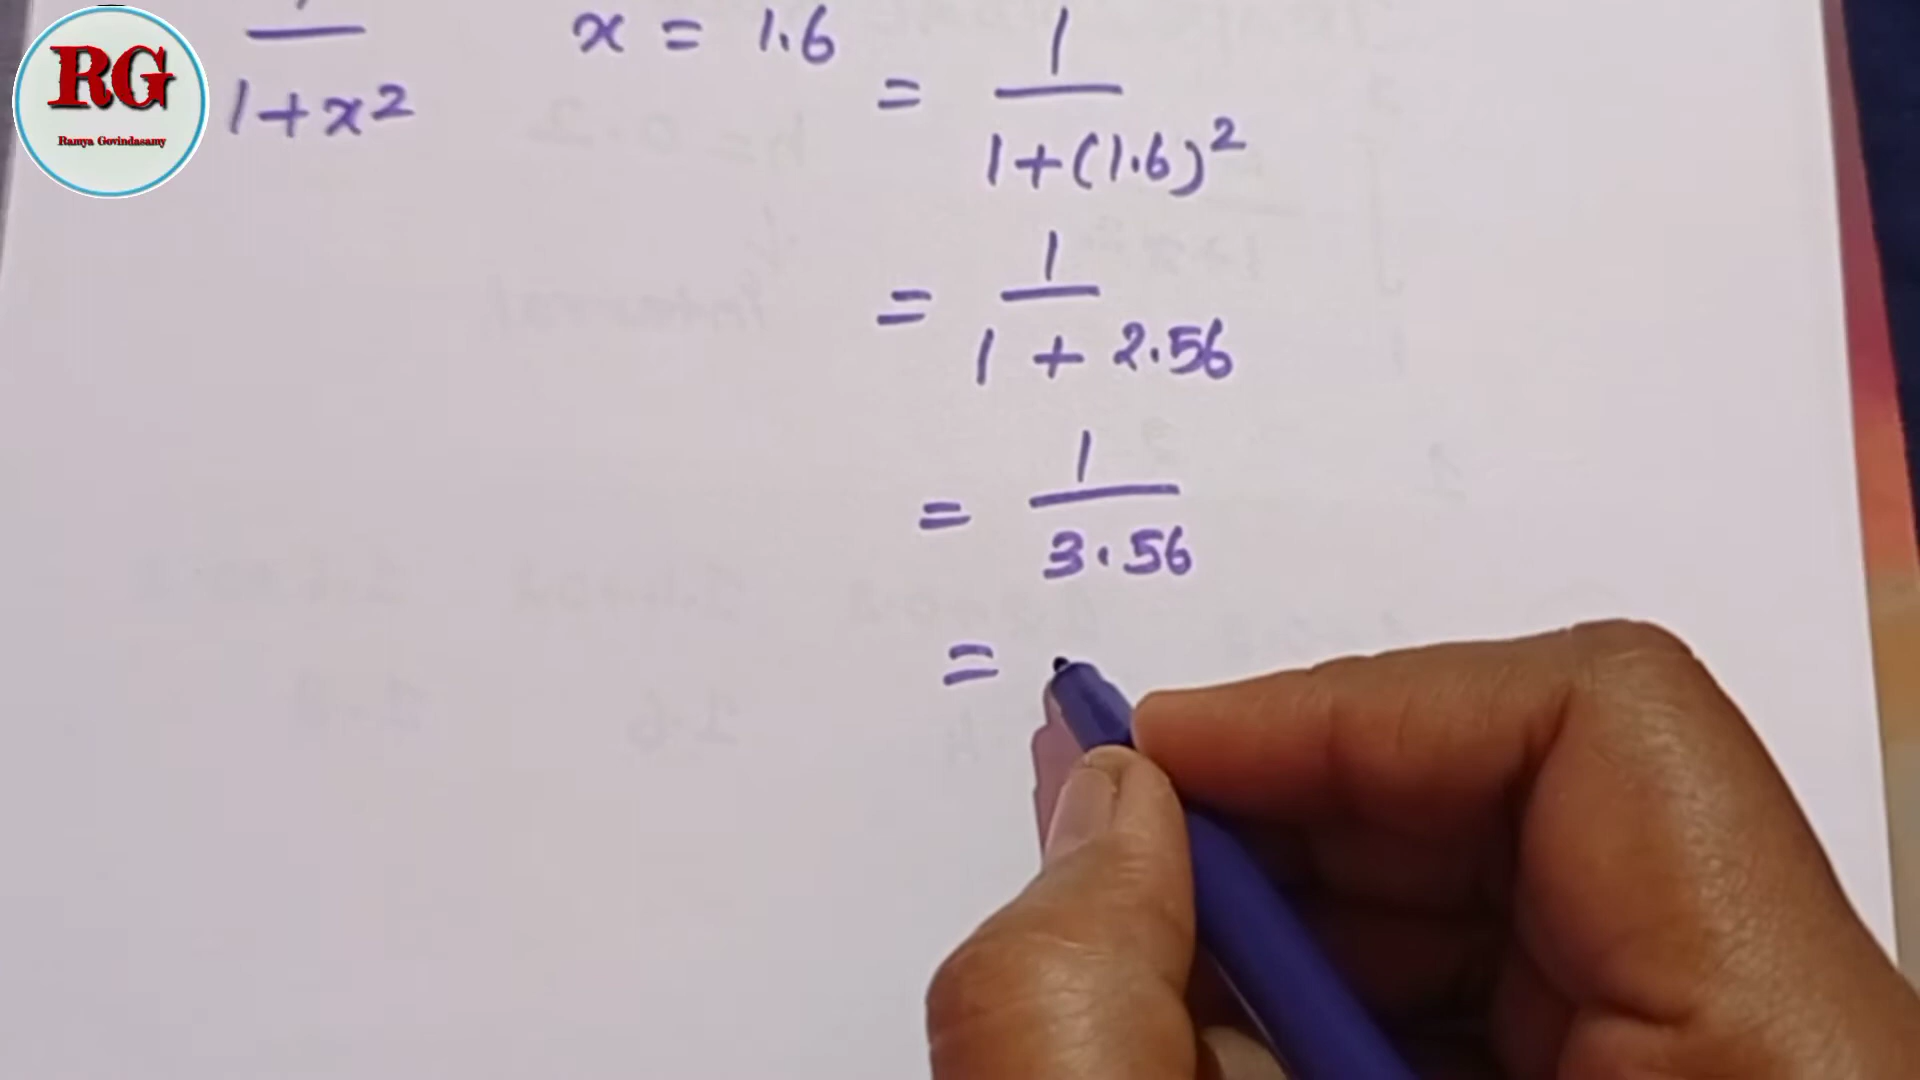 RG
Ramya Govindasamy
1/(1+x²) x = 1.6
= 1/(1+(1.6)²)
= 1/(1 + 2.56)
= 1/3.56
=